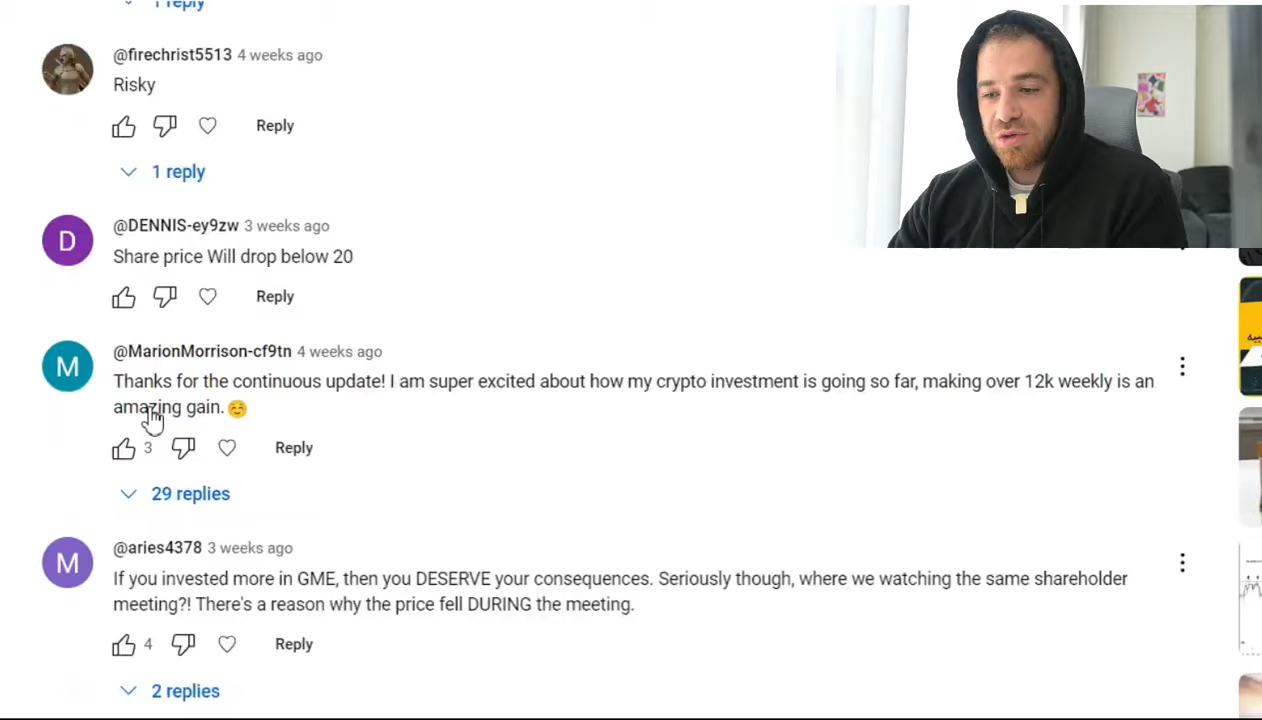 1 reply
@firechrist5513 4 weeks ago
Risky
Reply
1 reply
D
@DENNIS-ey9zw 3 weeks ago
Share price Will drop below 20
Reply
M
@MarionMorrison-cf9tn 4 weeks ago
Thanks for the continuous update! I am super excited about how my crypto investment is going so far, making over 12k weekly is an
amazing gain.☺️
3
Reply
29 replies
M
@aries4378 3 weeks ago
If you invested more in GME, then you DESERVE your consequences. Seriously though, where we watching the same shareholder
meeting?! There's a reason why the price fell DURING the meeting.
4
Reply
2 replies